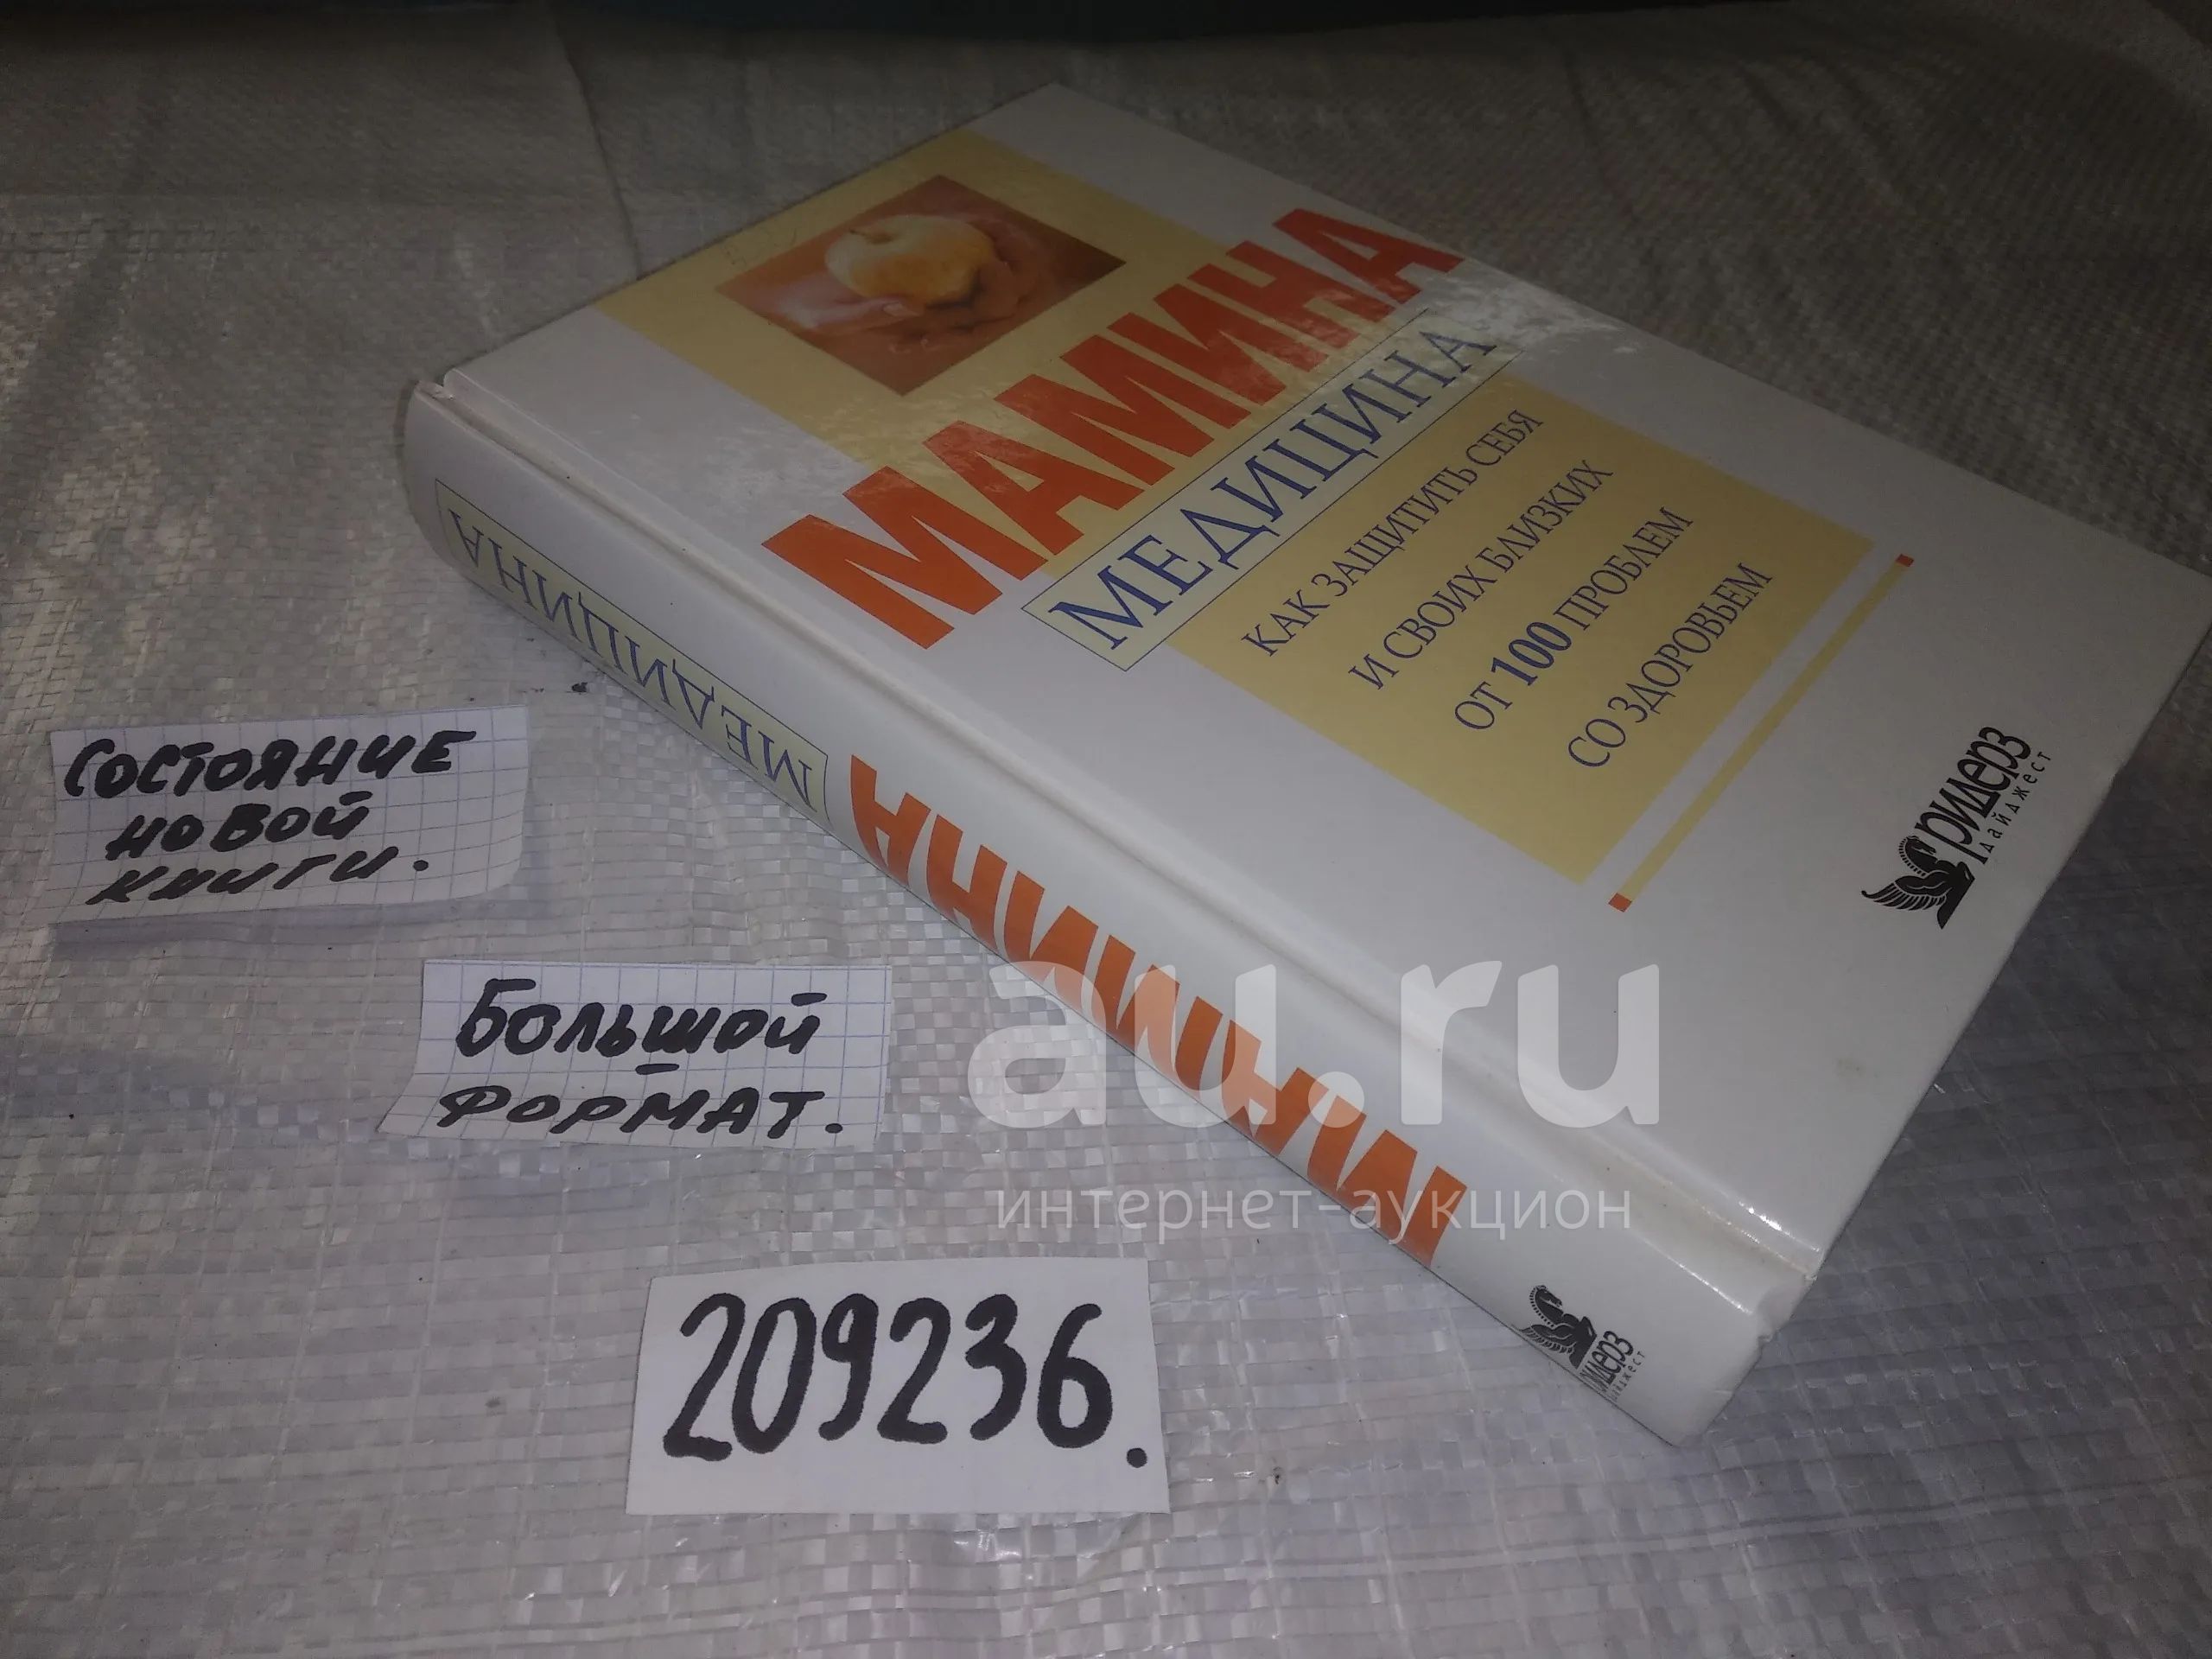 МАМИНА
МЕДИЦИНА
КАК ЗАЩИТИТЬ СЕБЯ
И СВОИХ БЛИЗКИХ
ОТ 100 ПРОБЛЕМ
СО ЗДОРОВЬЕМ
ридерз
дайджест
МАМИНА
МЕДИЦИНА
ридерз
дайджест
СОСТОЯНИЕ
НОВОЙ
КНИГИ.
БОЛЬШОЙ
ФОРМАТ.
209236.
au.ru
интернет-аукцион